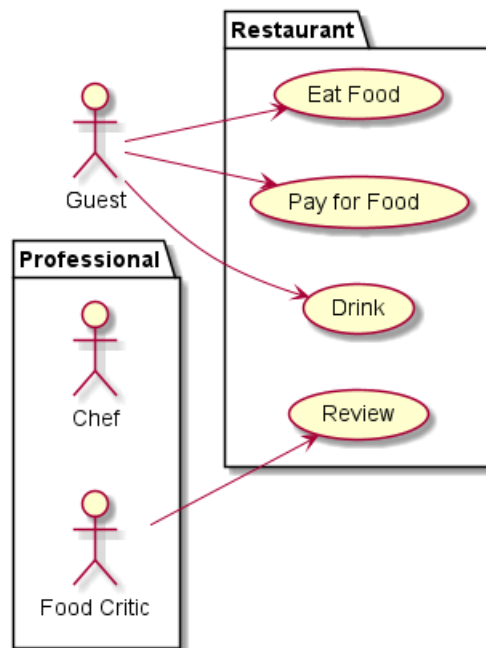 Restaurant
Eat Food
Guest
Pay for Food
Professional
Drink
Chef
Review
Food Critic